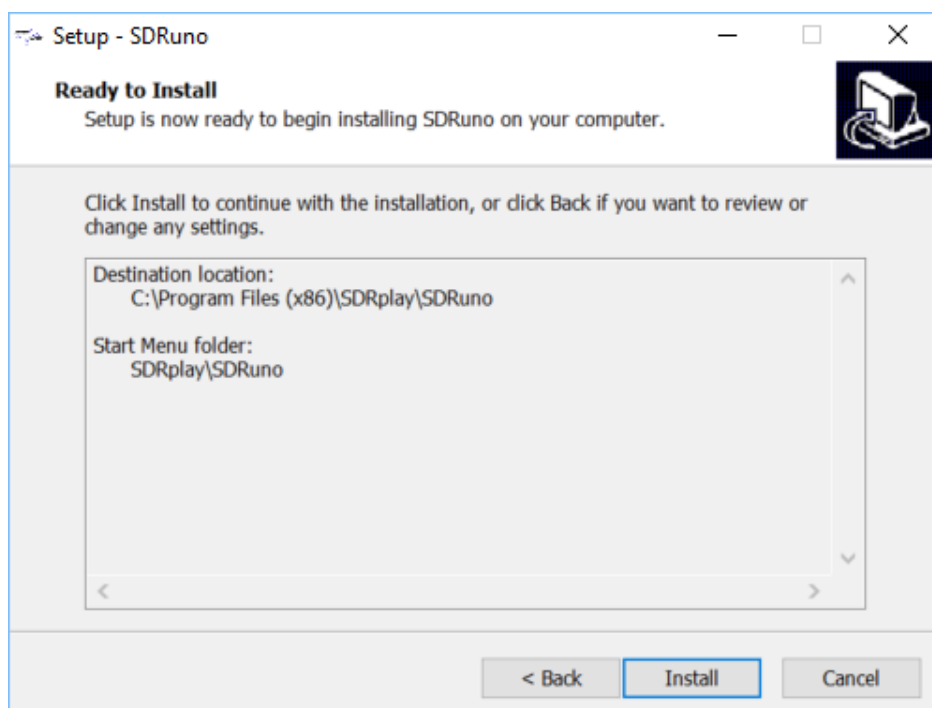 Setup - SDRuno
Ready to Install
Setup is now ready to begin installing SDRuno on your computer.
Click Install to continue with the installation, or click Back if you want to review or
change any settings.
Destination location:
C:\Program Files (x86)\SDRplay\SDRuno
Start Menu folder:
SDRplay\SDRuno
< Back
Install
Cancel